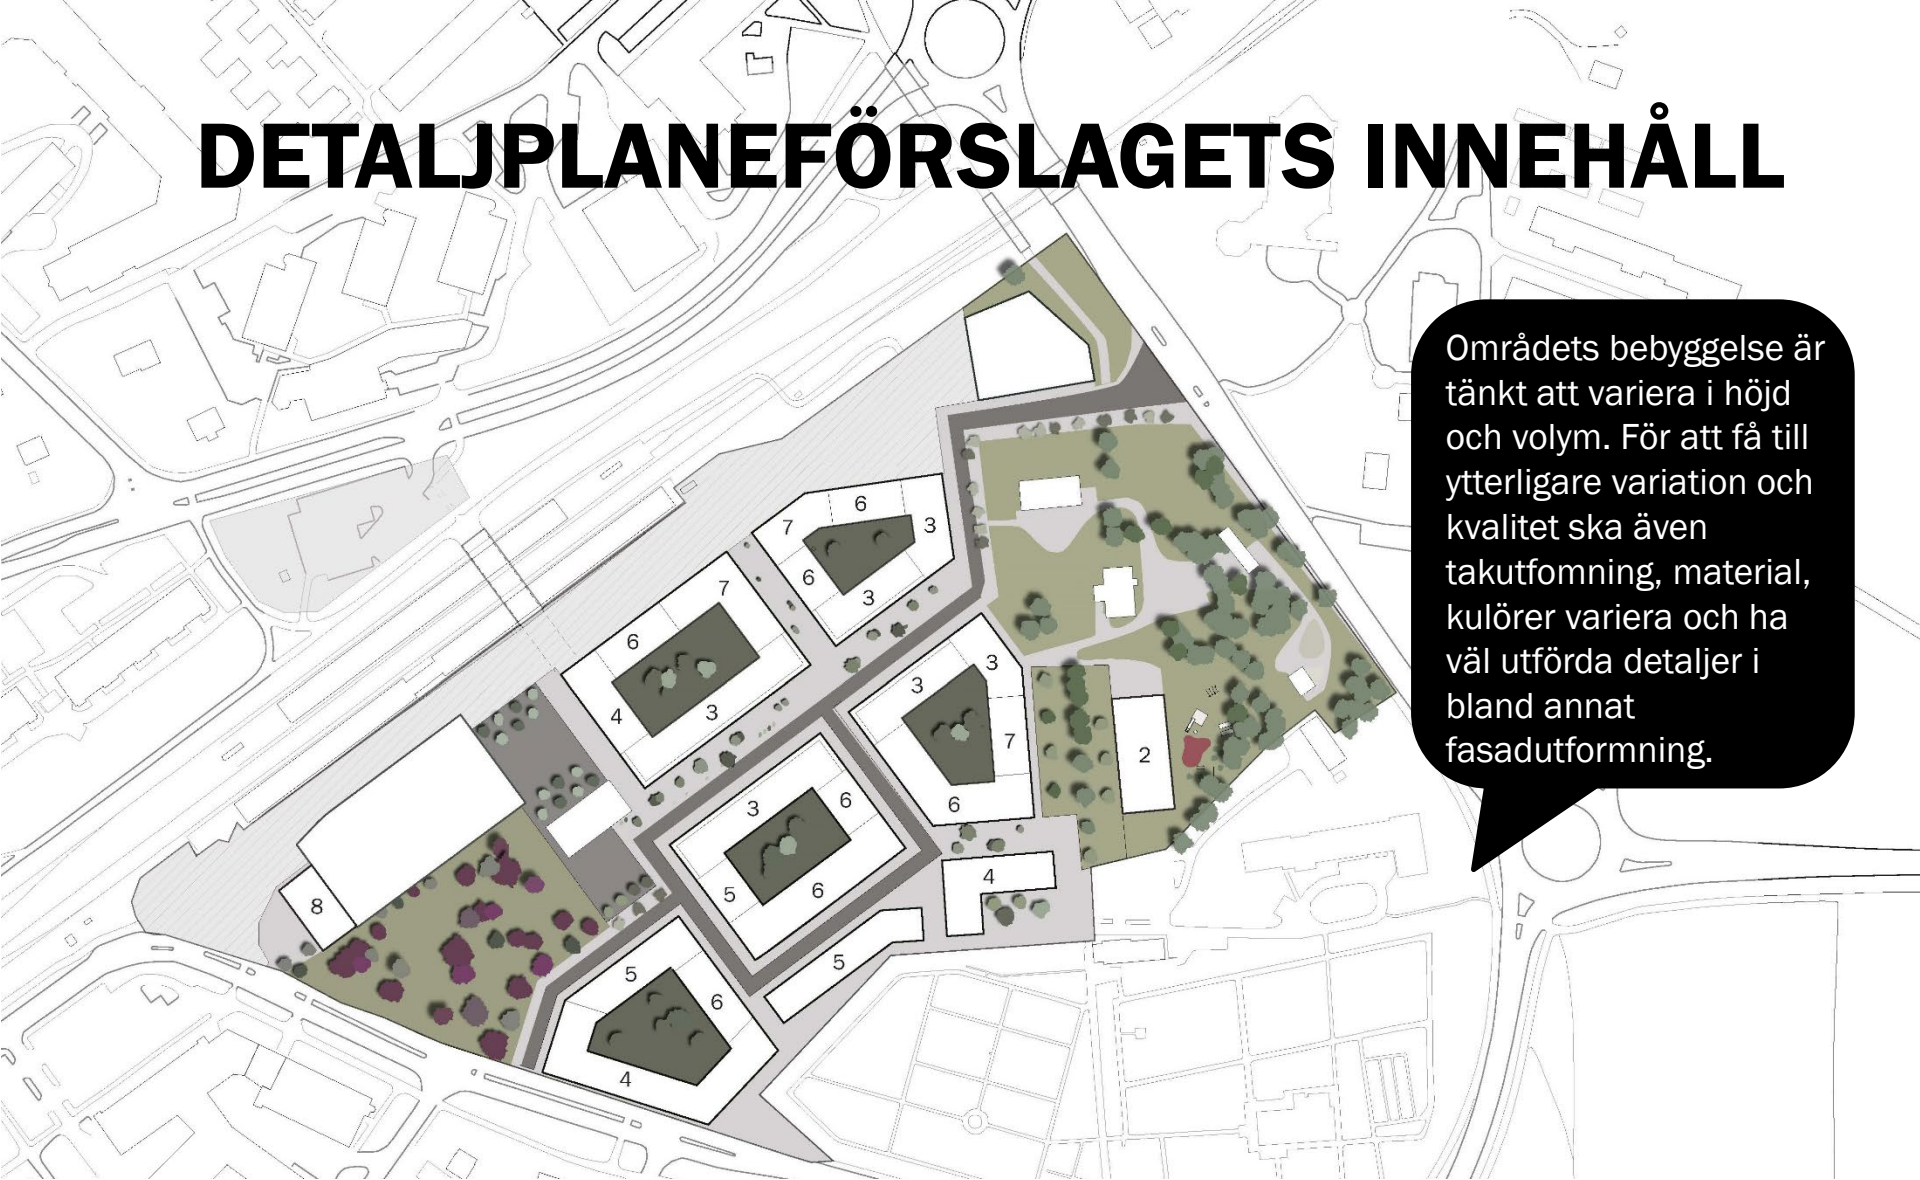 DETALJPLANEFÖRSLAGETS INNEHÅLL
Områdets bebyggelse är
tänkt att variera i höjd
och volym. För att få till
ytterligare variation och
kvalitet ska även
takutfomning, material,
kulörer variera och ha
väl utförda detaljer i
bland annat
fasadutformning.
6
7
3
6
3
7
6
4
3
3
3
7
6
2
3
6
5
6
4
8
5
5
6
4